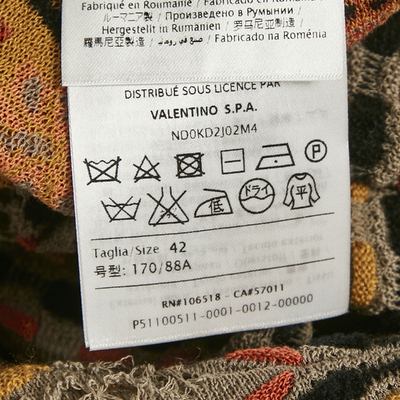 Fabriqué en Roumanie / Fabricado en Rumania
ルーマニア製 / Произведено в Румынии /
Hergestellt in Rumänien / 罗马尼亚制造 /
羅馬尼亞製造 / صنع في رومانيا / Fabricado na Roménia
DISTRIBUÉ SOUS LICENCE PAR
VALENTINO S.P.A.
ND0KD2J02M4
P
低 ドライ 平
Taglia/Size 42
号型: 170/88A
RN#106518 - CA#57011
P51100511-0001-0012-00000